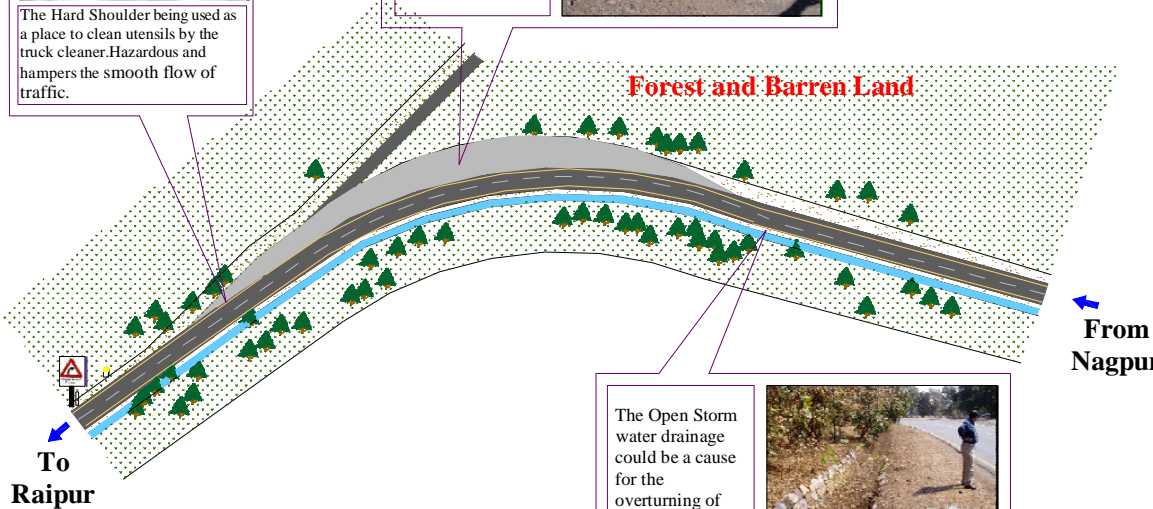 The Hard Shoulder being used as
a place to clean utensils by the
truck cleaner.Hazardous and
hampers the smooth flow of
traffic.
Forest and Barren Land
From
Nagpur
To
Raipur
The Open Storm
water drainage
could be a cause
for the
overturning of